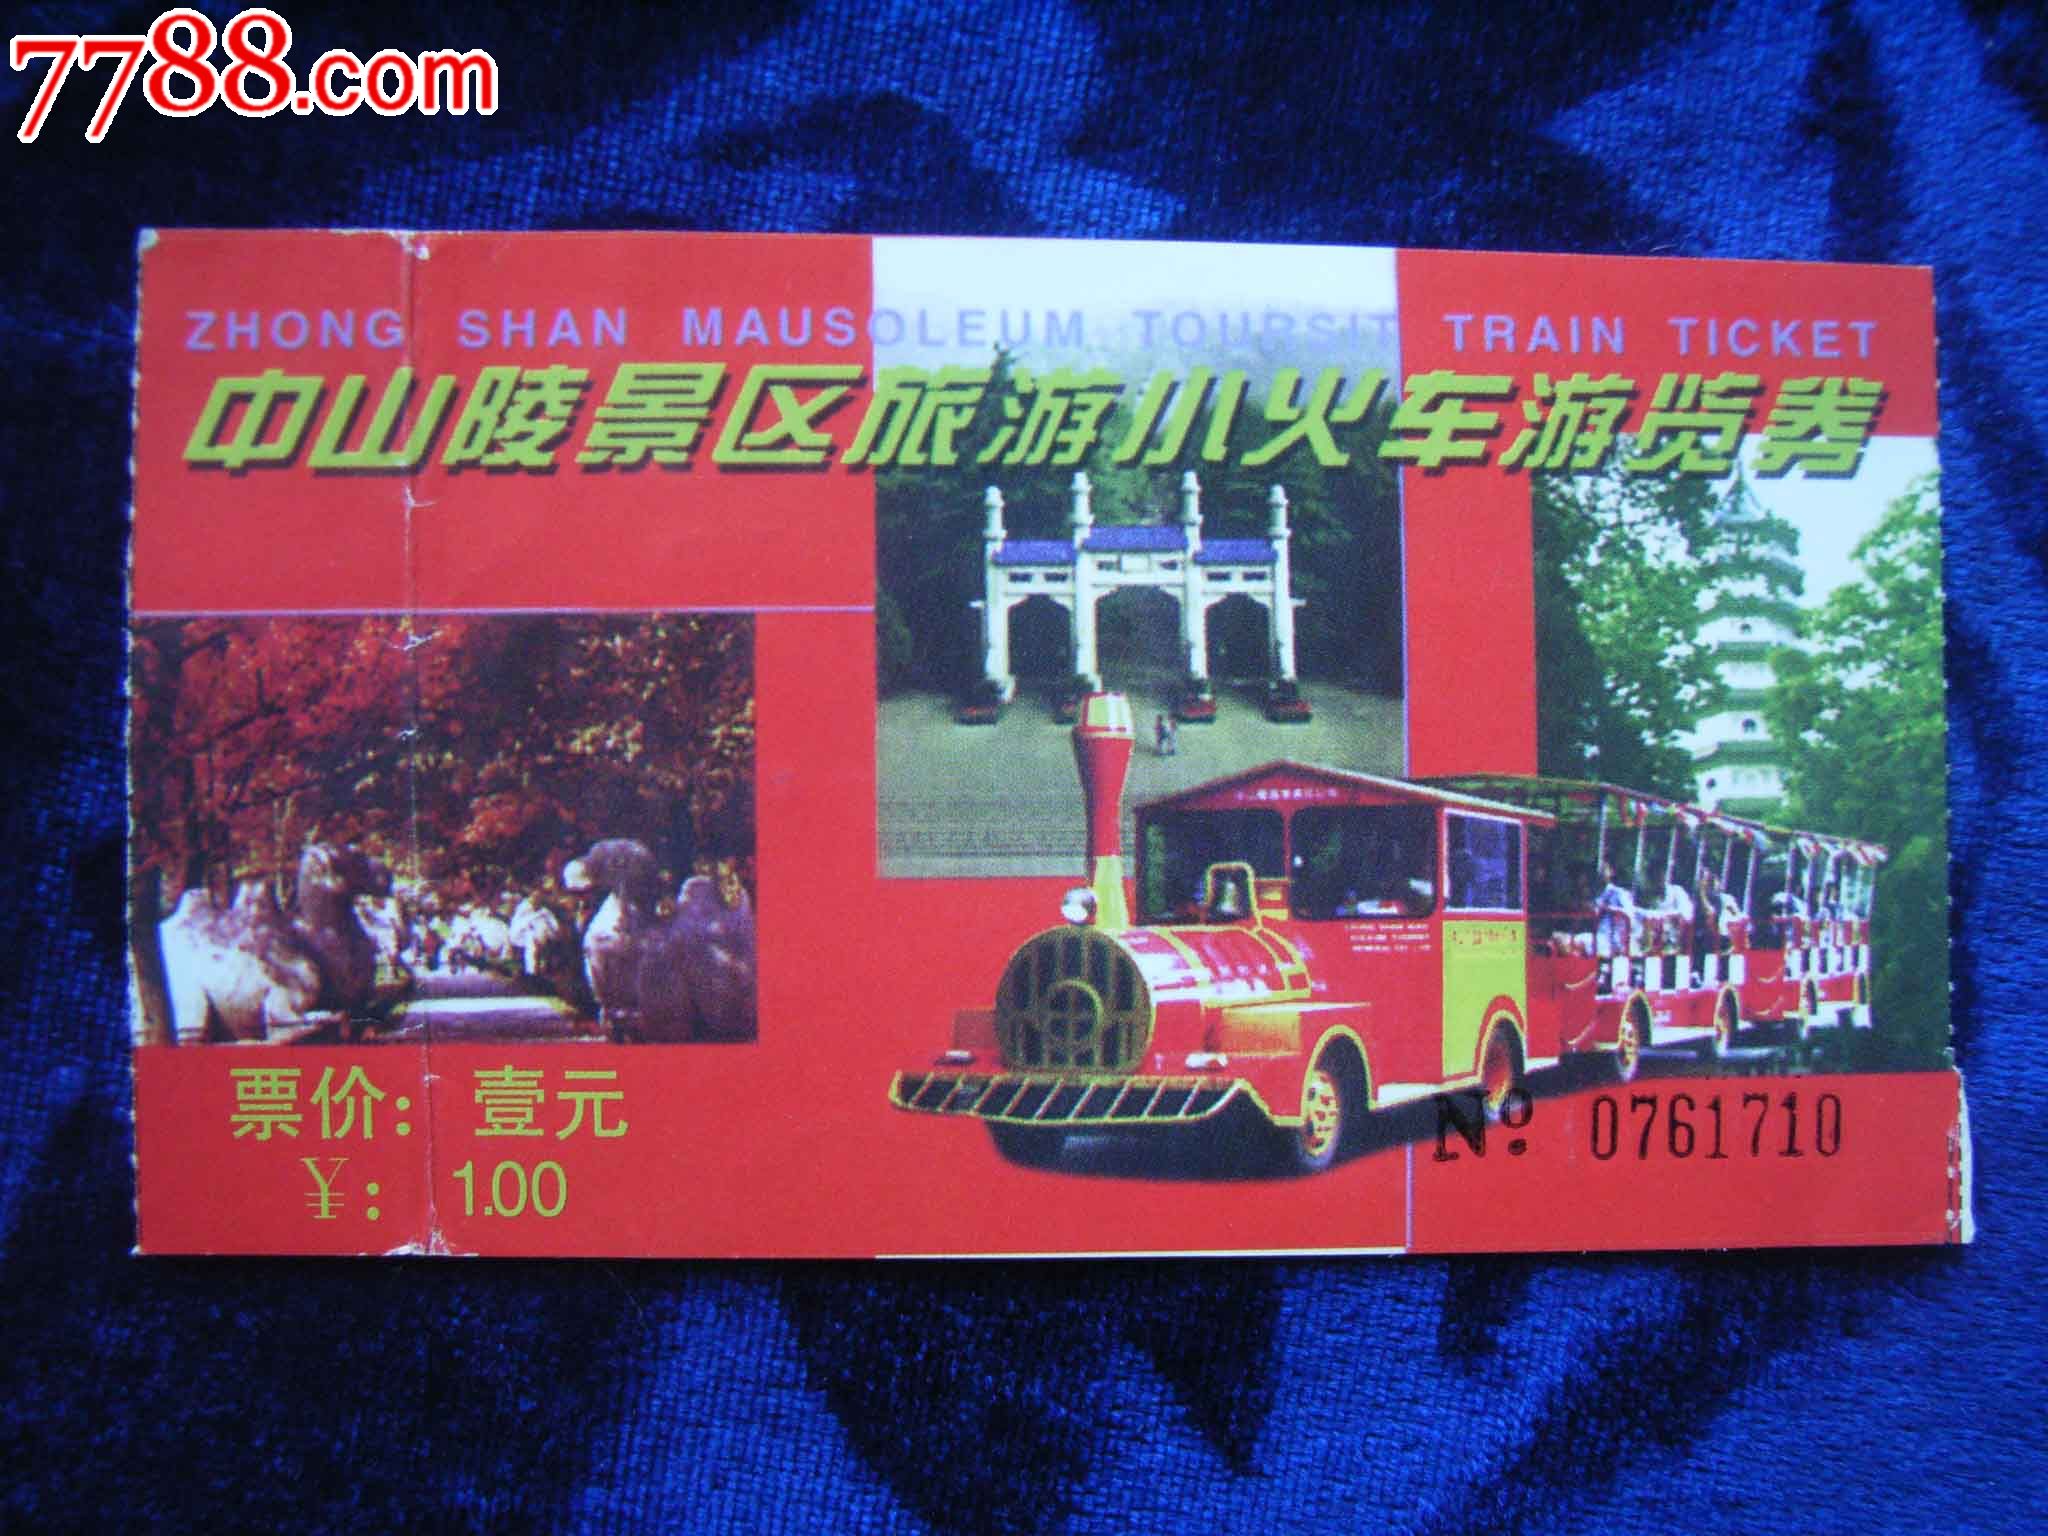 7788.com
ZHONG SHAN MAUSOLEUM TOURSIT TRAIN TICKET
中山陵景区旅游小火车游览券
票价：壹元
¥：1.00
Nº 0761710